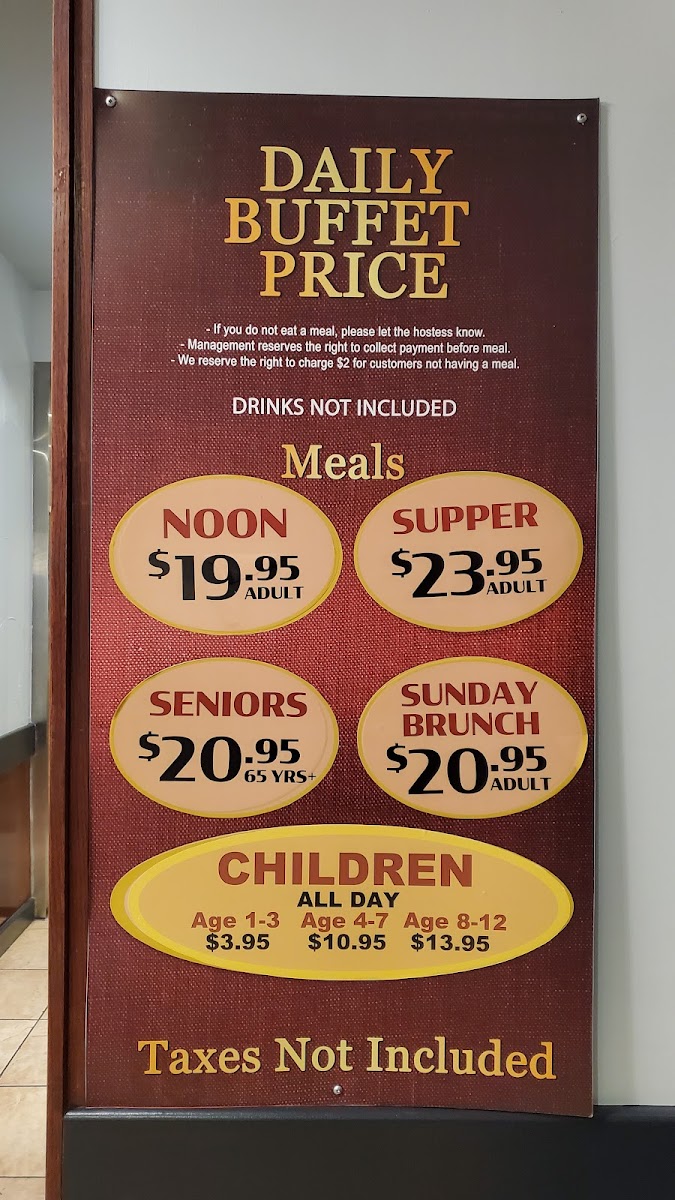 DAILY
BUFFET
PRICE
- If you do not eat a meal, please let the hostess know.
- Management reserves the right to collect payment before meal.
- We reserve the right to charge $2 for customers not having a meal.
DRINKS NOT INCLUDED
Meals
NOON
$19.95
ADULT
SUPPER
$23.95
ADULT
SENIORS
$20.95
65 YRS+
SUNDAY
BRUNCH
$20.95
ADULT
CHILDREN
ALL DAY
Age 1-3 Age 4-7 Age 8-12
$3.95 $10.95 $13.95
Taxes Not Included